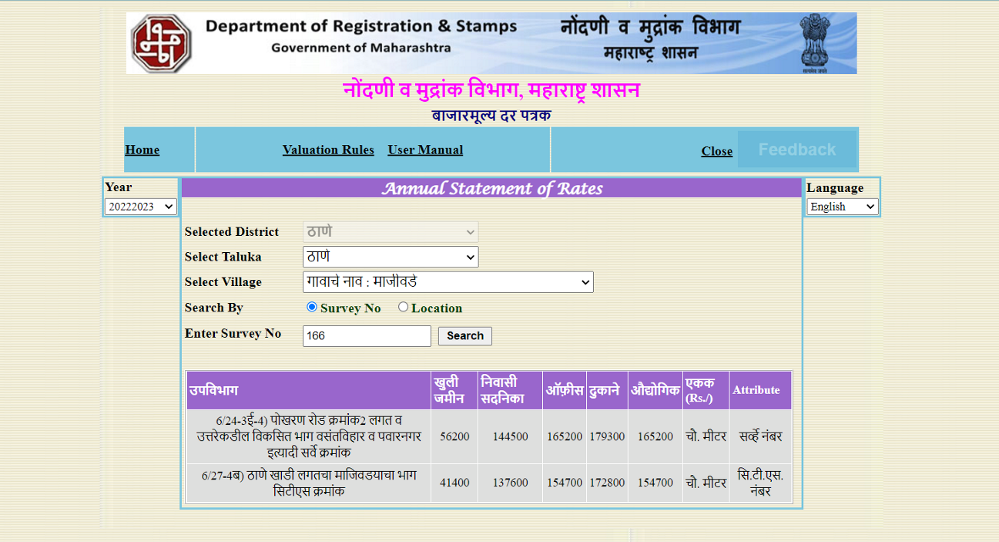 Department of Registration & Stamps
Government of Maharashtra
नोंदणी व मुद्रांक विभाग
महाराष्ट्र शासन
सत्यमेव जयते
नोंदणी व मुद्रांक विभाग, महाराष्ट्र शासन
बाजारमूल्य दर पत्रक
Home Valuation Rules User Manual Close Feedback
Year
20222023
Annual Statement of Rates
Language
English
Selected District ठाणे
Select Taluka ठाणे
Select Village गावाचे नाव : माजीवडे
Search By Survey No Location
Enter Survey No 166 Search
उपविभाग खुली जमीन निवासी सदनिका ऑफ़ीस दुकाने औद्योगिक एकक (Rs./) Attribute
6/24-3ई-4) पोखरण रोड क्रमांक2 लगत व
उत्तरेकडील विकसित भाग वसंतविहार व पवारनगर
इत्यादी सर्वे क्रमांक
56200 144500 165200 179300 165200 चौ. मीटर सर्व्हे नंबर
6/27-4ब) ठाणे खाडी लगतचा माजिवडयाचा भाग
सिटीएस क्रमांक
41400 137600 154700 172800 154700 चौ. मीटर सि.टी.एस. नंबर